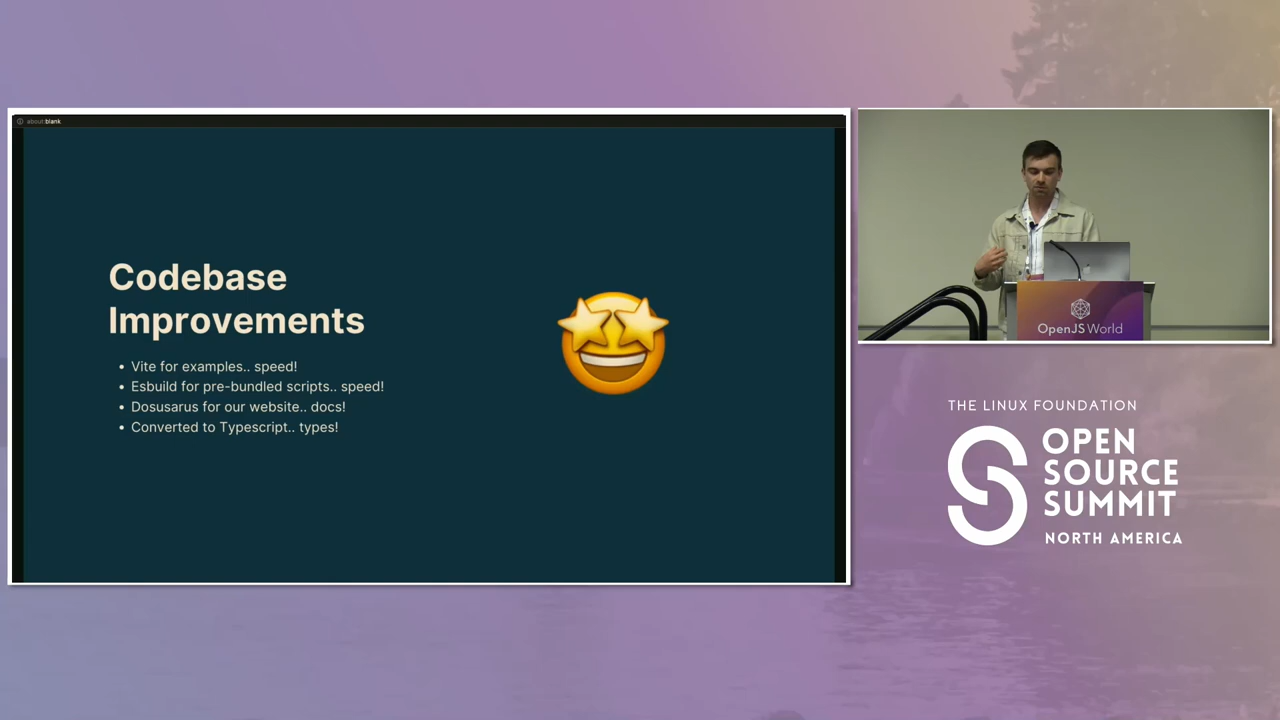 about:blank
Codebase
Improvements
• Vite for examples.. speed!
• Esbuild for pre-bundled scripts.. speed!
• Dosusarus for our website.. docs!
• Converted to Typescript.. types!
OpenJS World
THE LINUX FOUNDATION
OPEN
SOURCE
SUMMIT
NORTH AMERICA